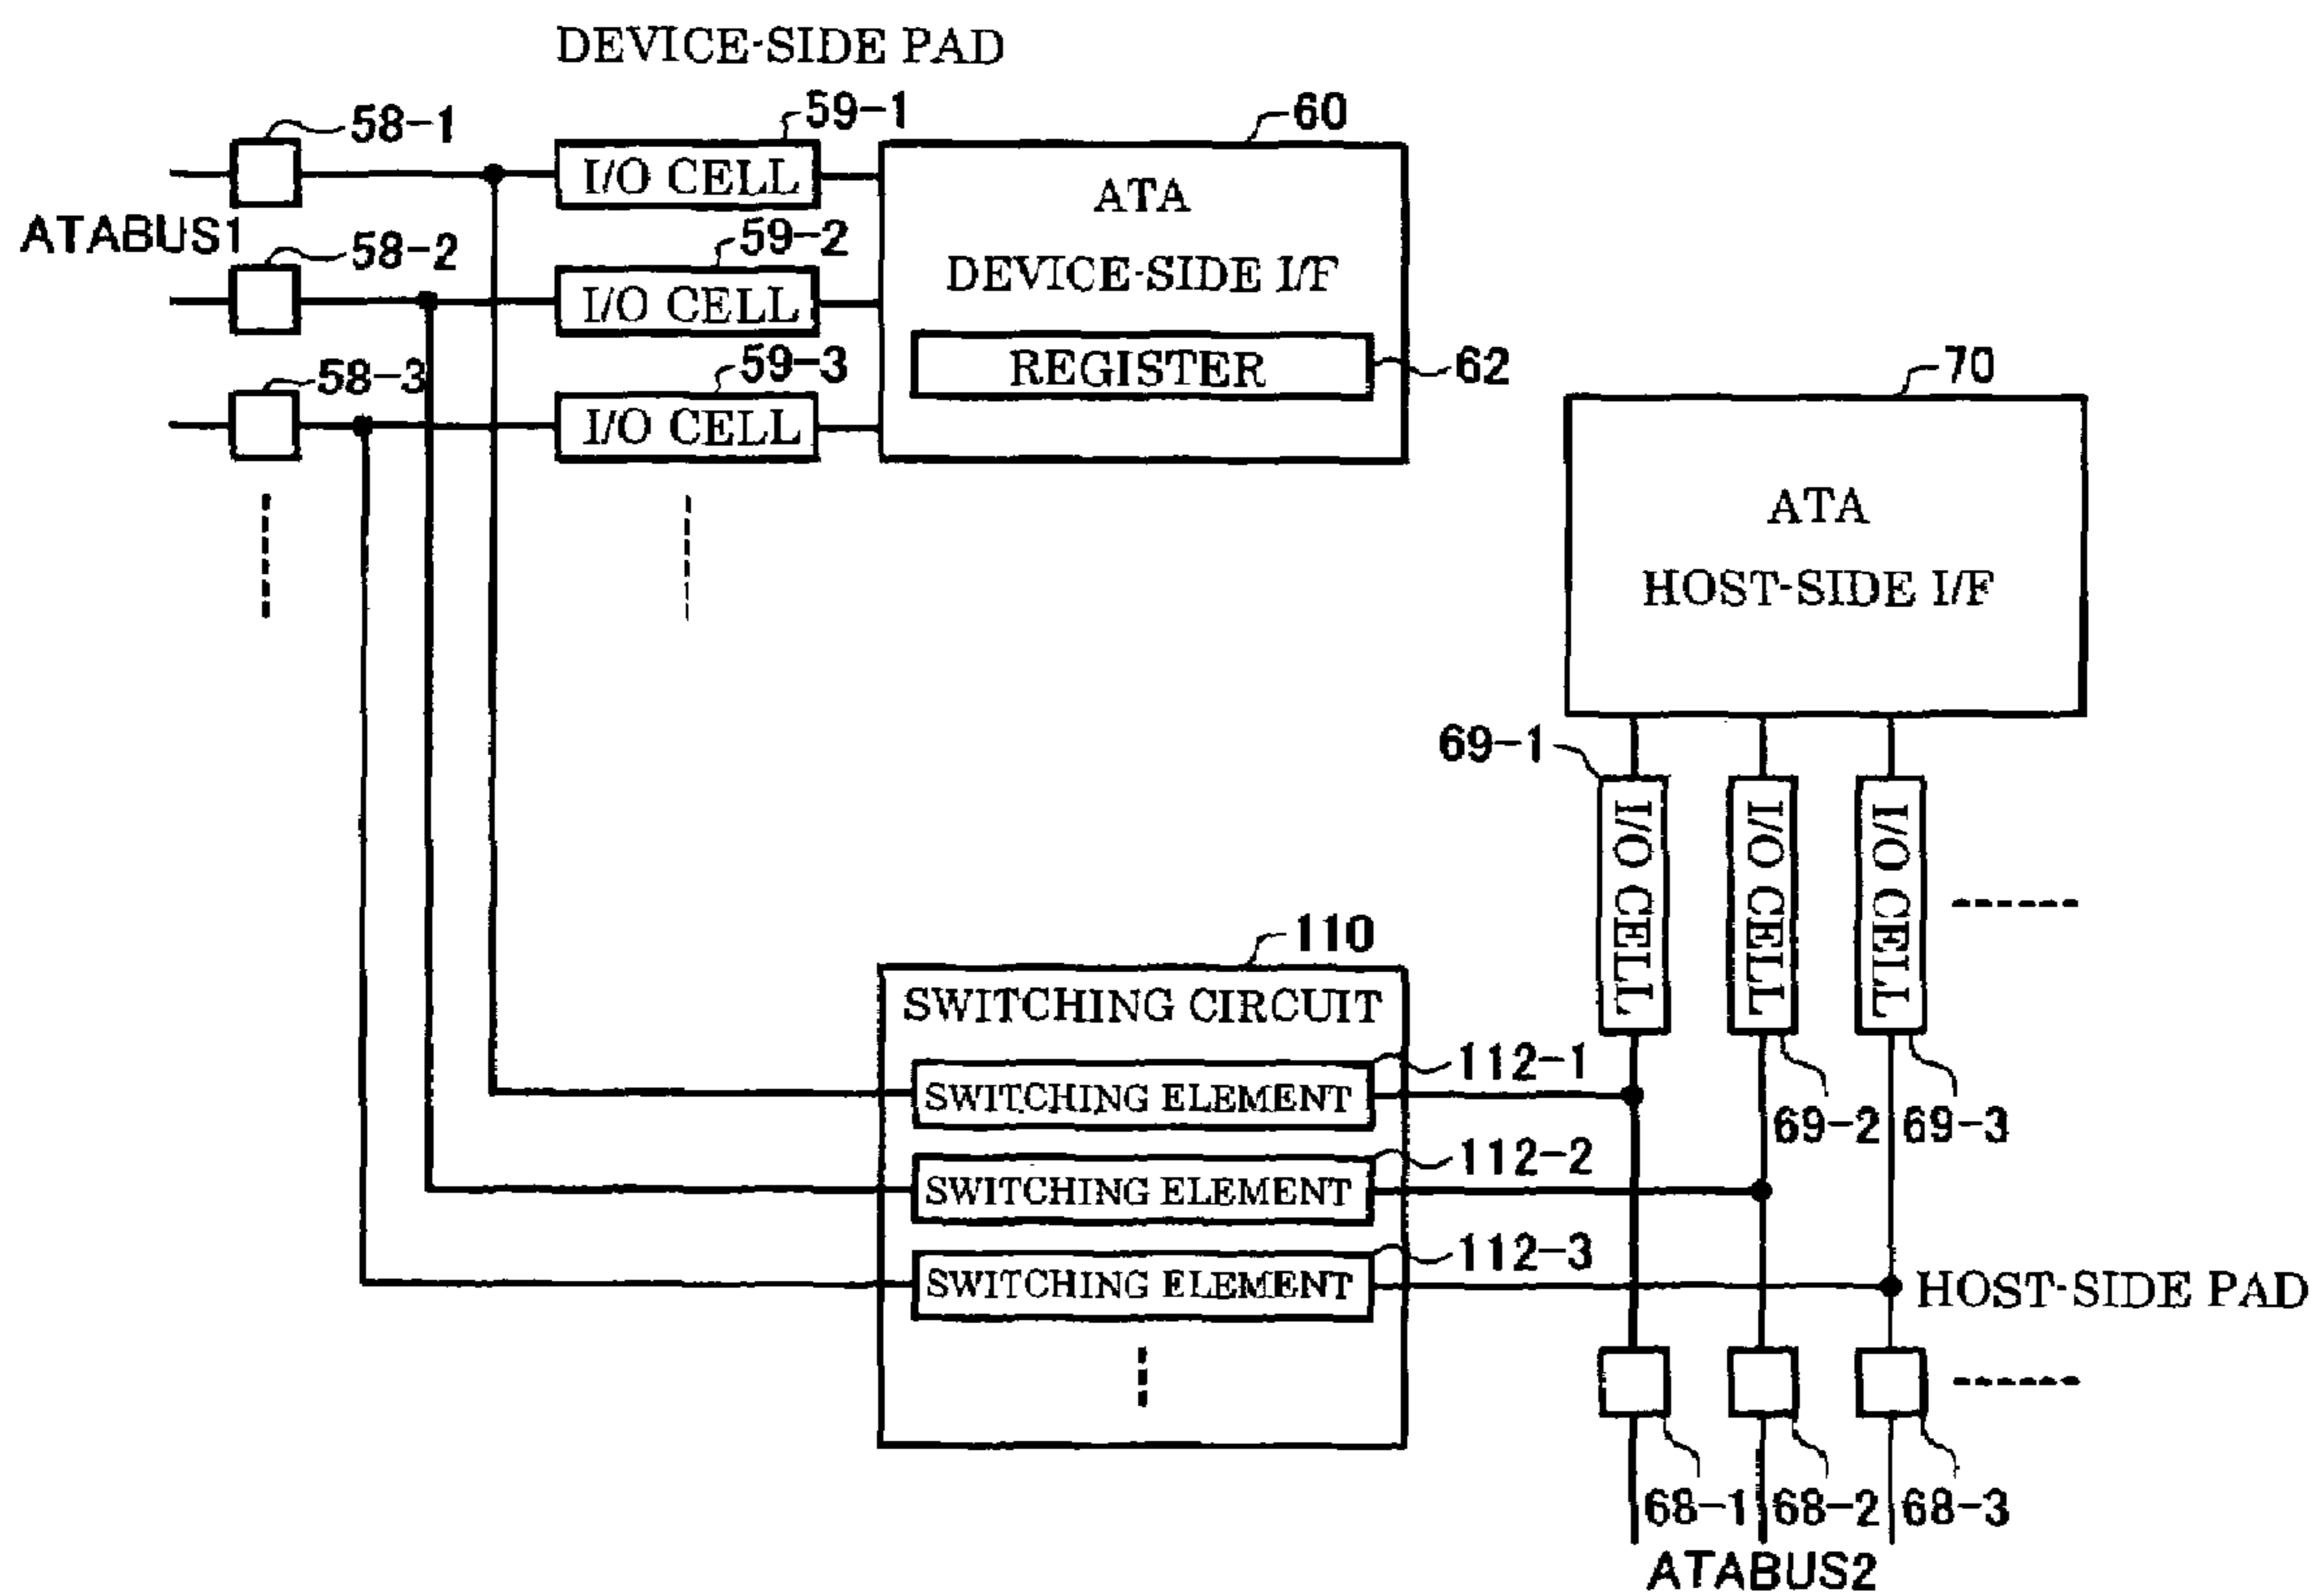 DEVICE-SIDE PAD
58-1
59-1
60
I/O CELL
ATA
ATABUS1
58-2
59-2
DEVICE-SIDE I/F
I/O CELL
58-3
59-3
REGISTER
62
70
I/O CELL
ATA
HOST-SIDE I/F
69-1
I/O CELL
I/O CELL
I/O CELL
110
SWITCHING CIRCUIT
112-1
SWITCHING ELEMENT
69-2
69-3
112-2
SWITCHING ELEMENT
112-3
SWITCHING ELEMENT
HOST-SIDE PAD
68-1
68-2
68-3
ATABUS2